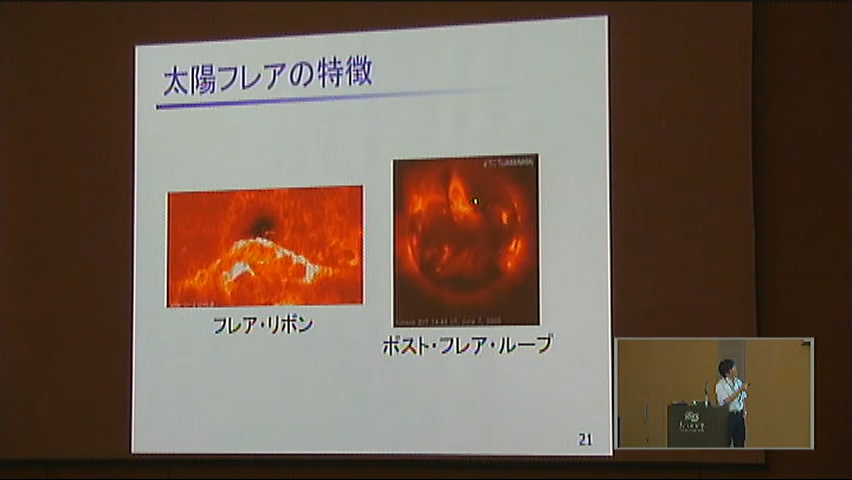 太陽フレアの特徴
フレア・リボン
ポスト・フレア・ループ
21